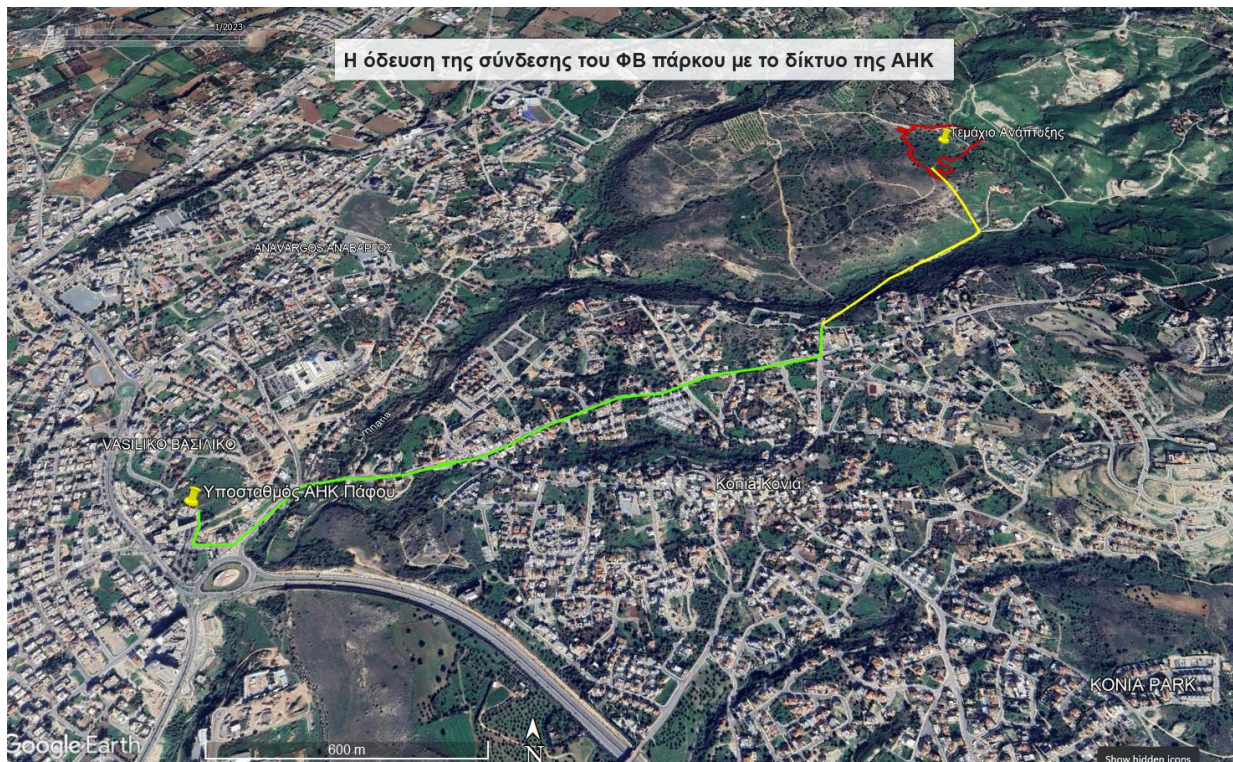 1/2023
Η όδευση της σύνδεσης του ΦΒ πάρκου με το δίκτυο της ΑΗΚ
Τεμάχιο Ανάπτυξης
ANAVARGOS ΑΝΑΒΑΡΓΟΣ
VASILIKO ΒΑΣΙΛΙΚΟ
Υποσταθμός ΑΗΚ Πάφου
Konia Κονιά
KONIA PARK
Google Earth
600 m
N
Show hidden icons